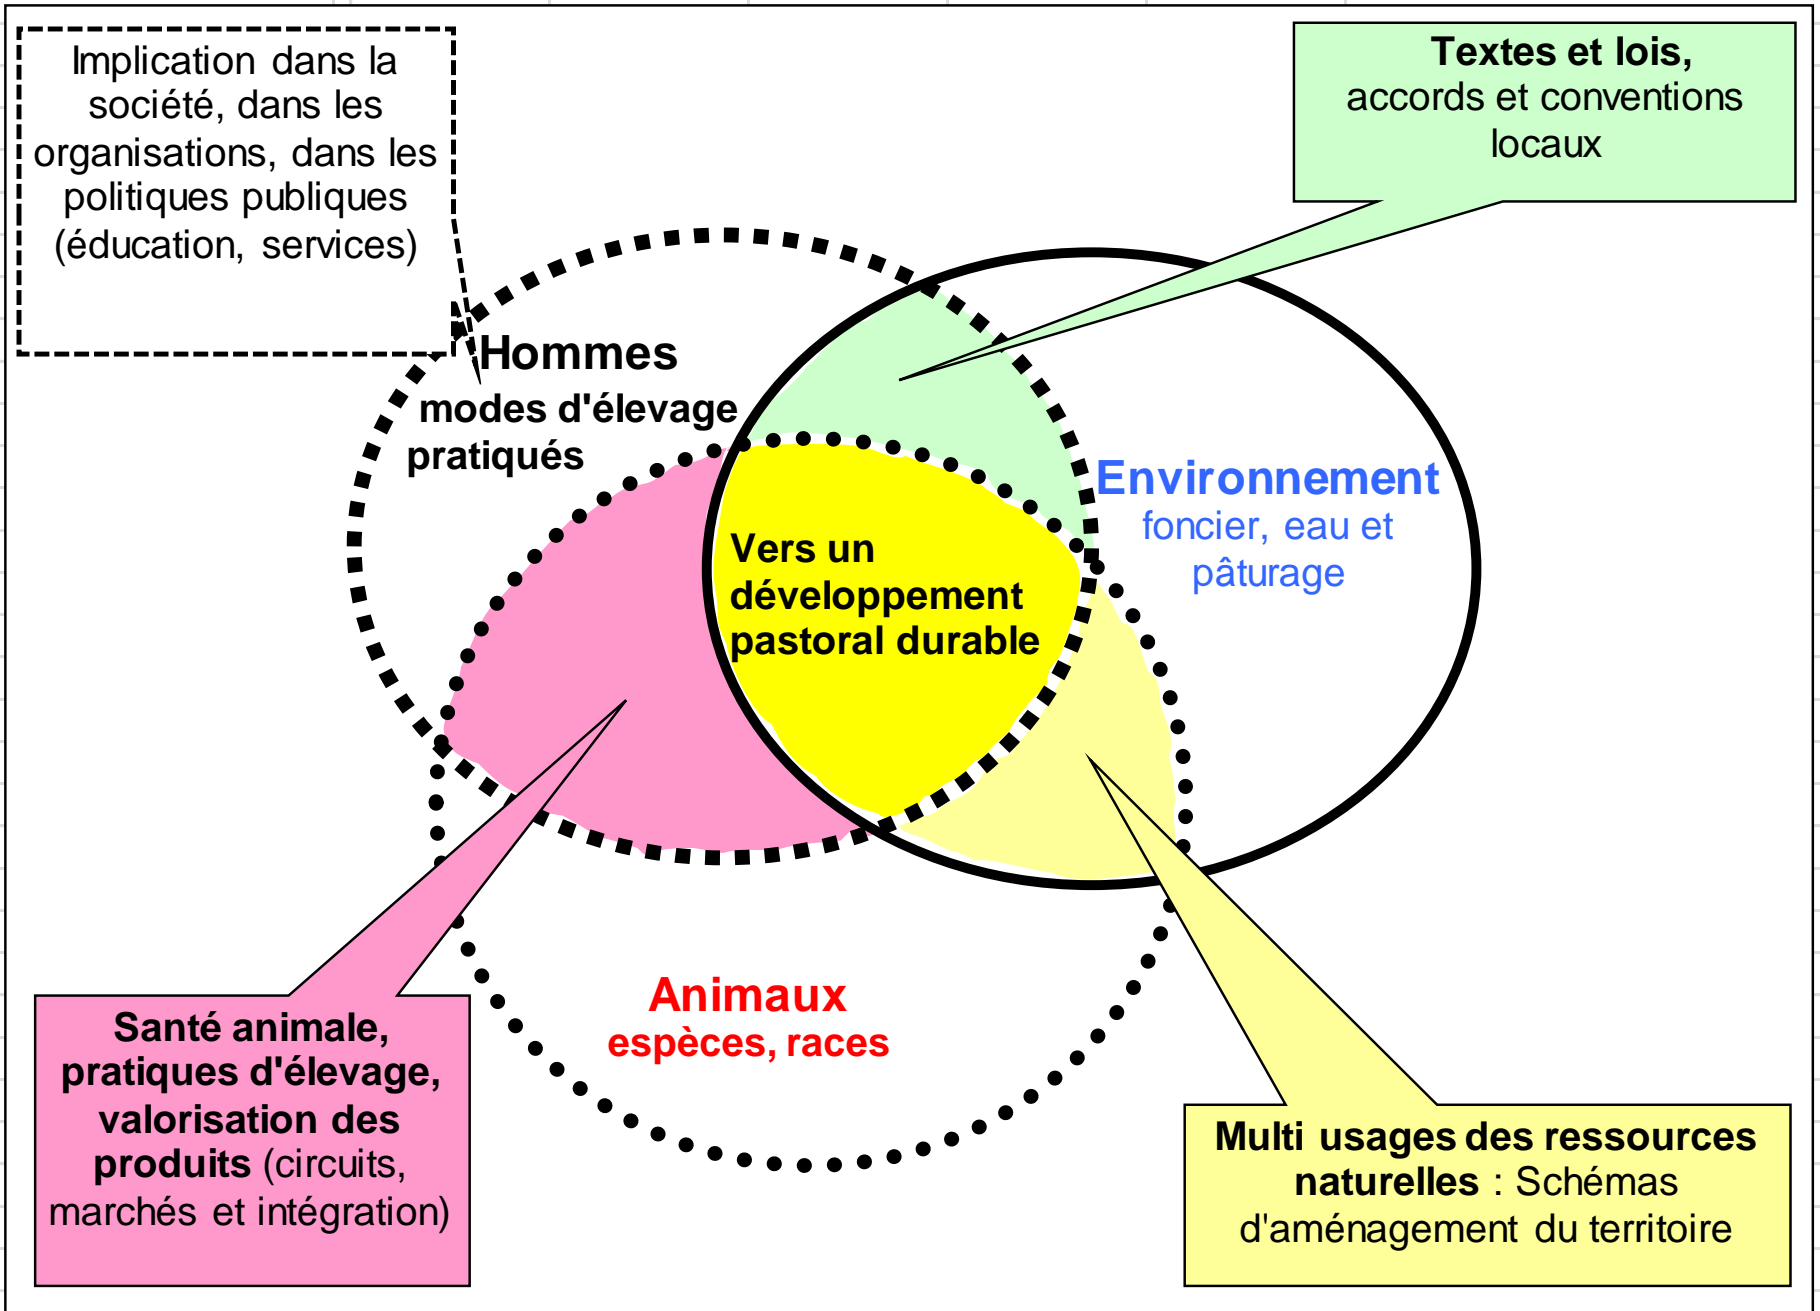 Implication dans la
société, dans les
organisations, dans les
politiques publiques
(éducation, services)
Textes et lois,
accords et conventions
locaux
Hommes
modes d'élevage
pratiqués
Environnement
foncier, eau et
pâturage
Vers un
développement
pastoral durable
Animaux
espèces, races
Santé animale,
pratiques d'élevage,
valorisation des
produits (circuits,
marchés et intégration)
Multi usages des ressources
naturelles : Schémas
d'aménagement du territoire